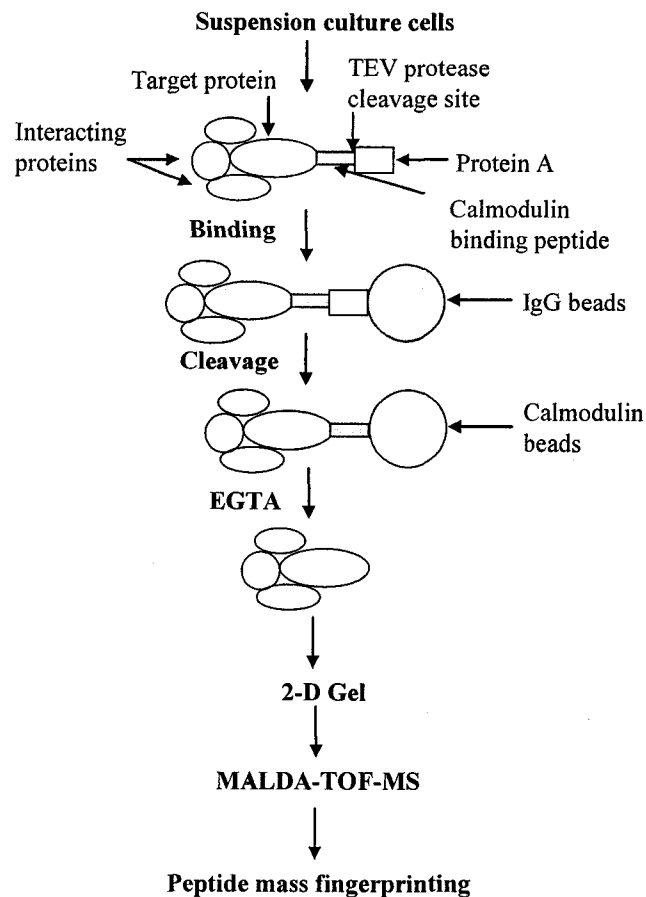 Suspension culture cells
Target protein
TEV protease
cleavage site
Interacting
proteins
Protein A
Calmodulin
binding peptide
Binding
IgG beads
Cleavage
Calmodulin
beads
EGTA
2-D Gel
MALDA-TOF-MS
Peptide mass fingerprinting